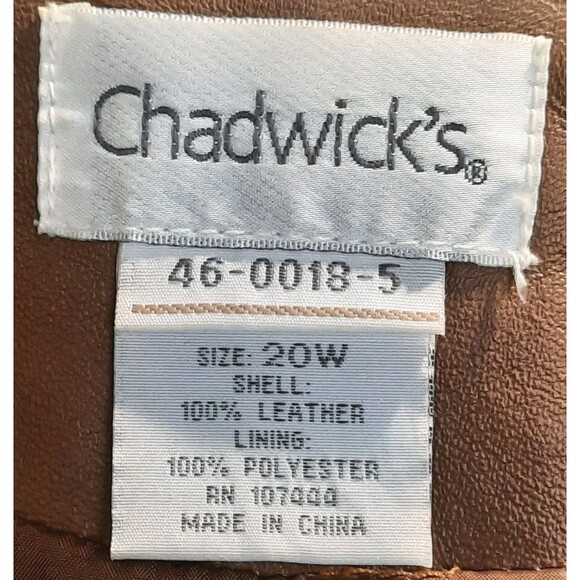 Chadwick's®
46-0018-5
SIZE: 20W
SHELL:
100% LEATHER
LINING:
100% POLYESTER
RN 107444
MADE IN CHINA